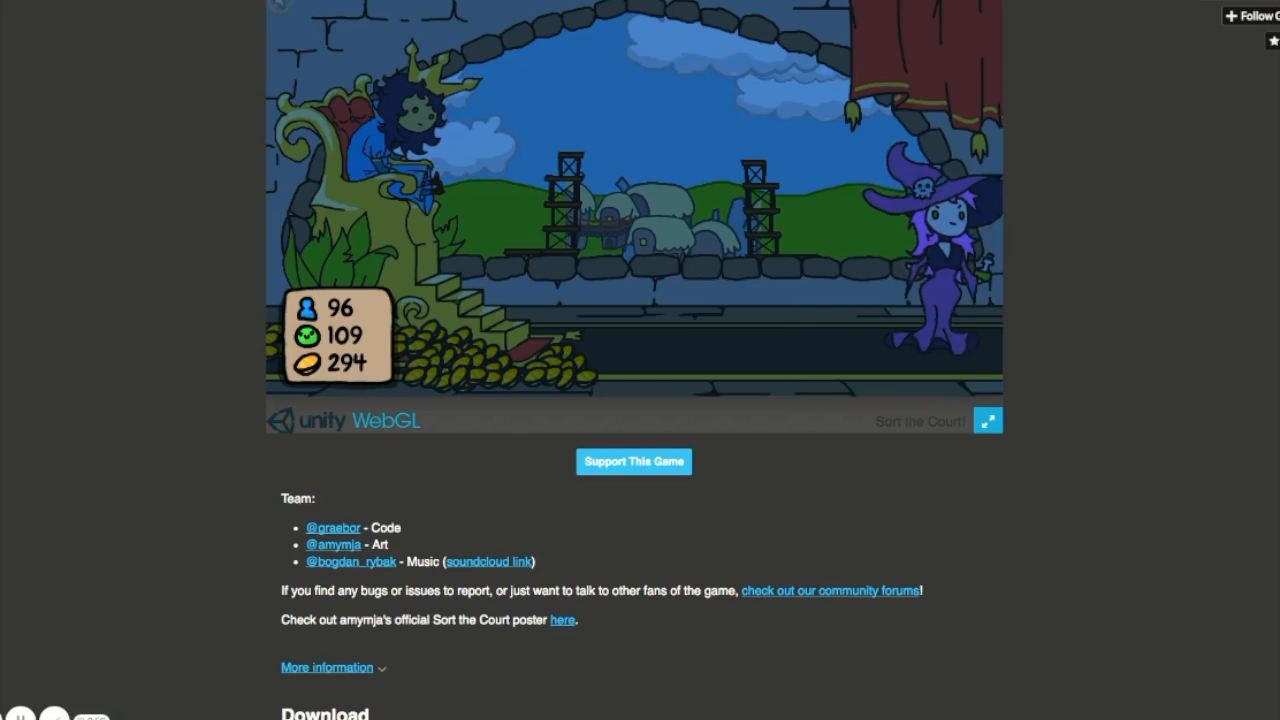 Follow
96
109
294
unity WebGL
Sort the Court!
Support This Game
Team:
@graebor - Code
@amymja - Art
@bogdan_rybak - Music (soundcloud link)
If you find any bugs or issues to report, or just want to talk to other fans of the game, check out our community forums!
Check out amymja's official Sort the Court poster here.
More information
Download